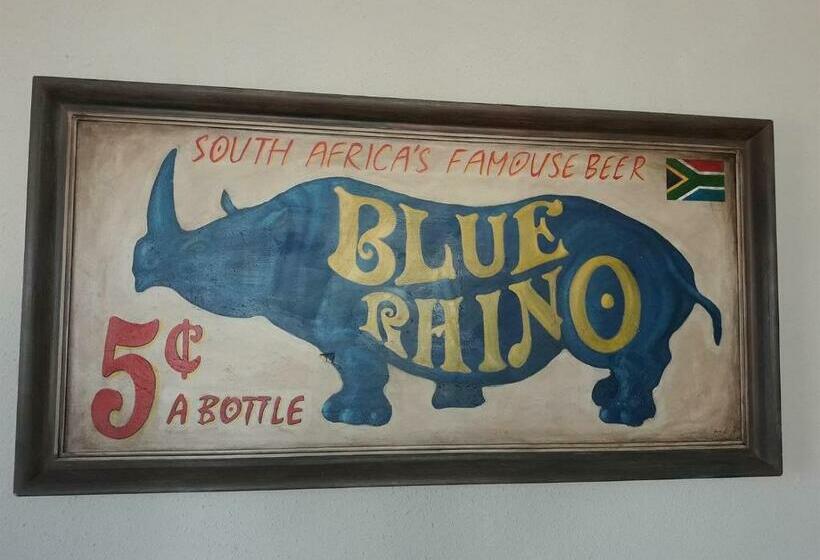 SOUTH AFRICA'S FAMOUSE BEER
BLUE
RHINO
5¢
A BOTTLE